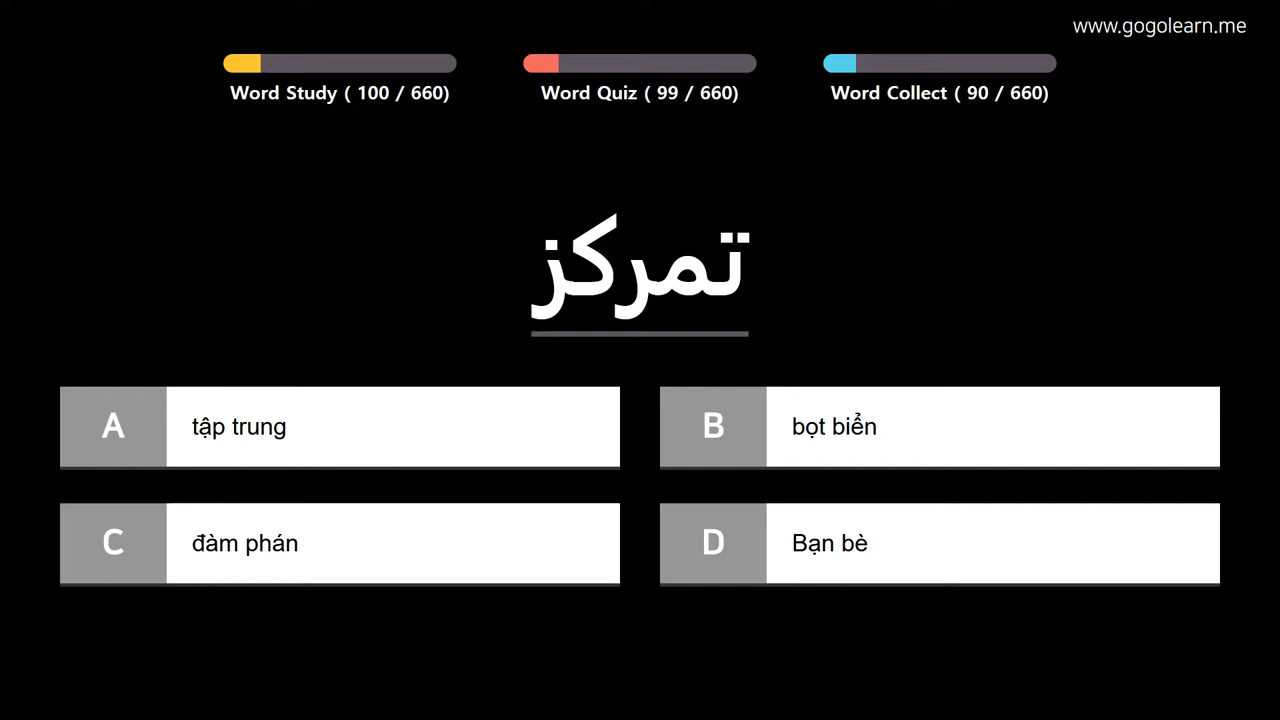 www.gogolearn.me
Word Study ( 100 / 660)
Word Quiz ( 99 / 660)
Word Collect ( 90 / 660)
تمرکز
A tập trung
B bọt biển
C đàm phán
D Bạn bè